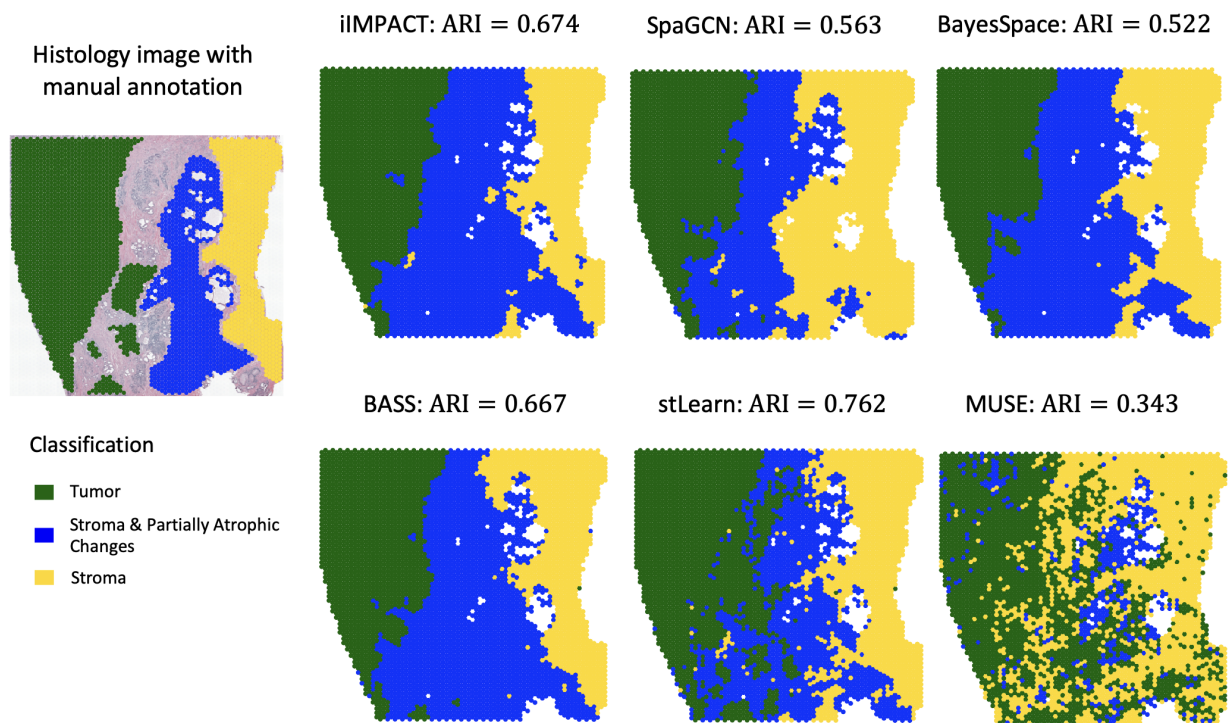 Histology image with
manual annotation
iIMPACT: ARI = 0.674
SpaGCN: ARI = 0.563
BayesSpace: ARI = 0.522
BASS: ARI = 0.667
stLearn: ARI = 0.762
MUSE: ARI = 0.343
Classification
Tumor
Stroma & Partially Atrophic
Changes
Stroma